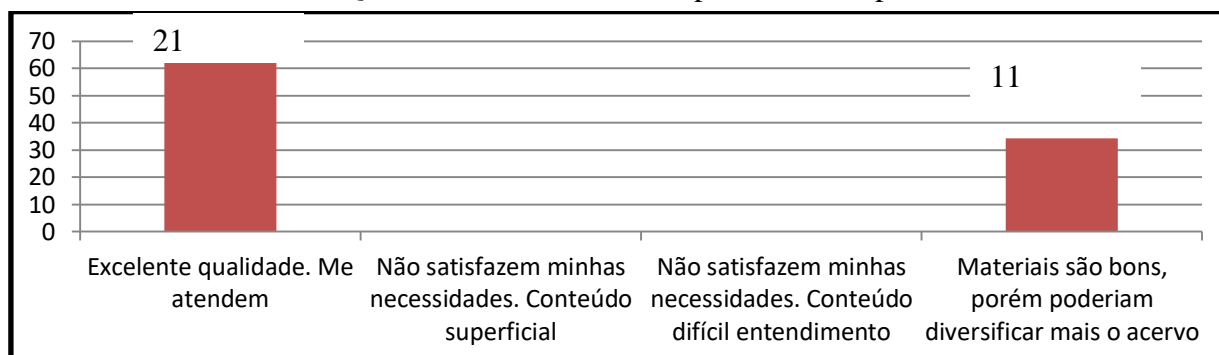 70
60
50
40
30
20
10
0
21
11
Excelente qualidade. Me
atendem
Não satisfazem minhas
necessidades. Conteúdo
superficial
Não satisfazem minhas
necessidades. Conteúdo
difícil entendimento
Materiais são bons,
porém poderiam
diversificar mais o acervo